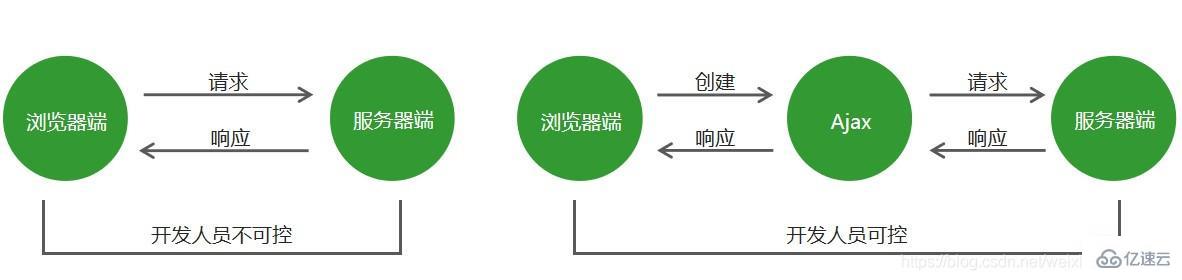 请求
浏览器端
服务器端
响应
开发人员不可控
创建
请求
浏览器端
Ajax
服务器端
响应
响应
开发人员可控
https://blog.csdn.net/weixi
亿速云